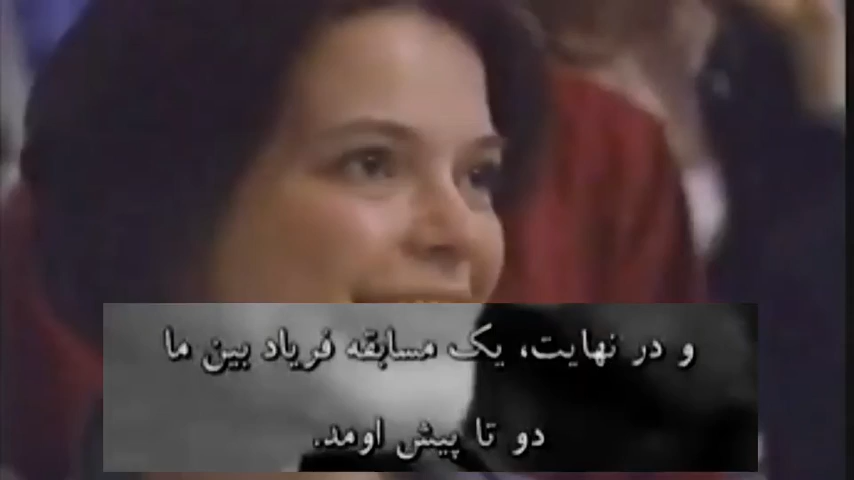 و در نهایت، یک مسابقه فریاد بین ما
دو تا پیش اومد.